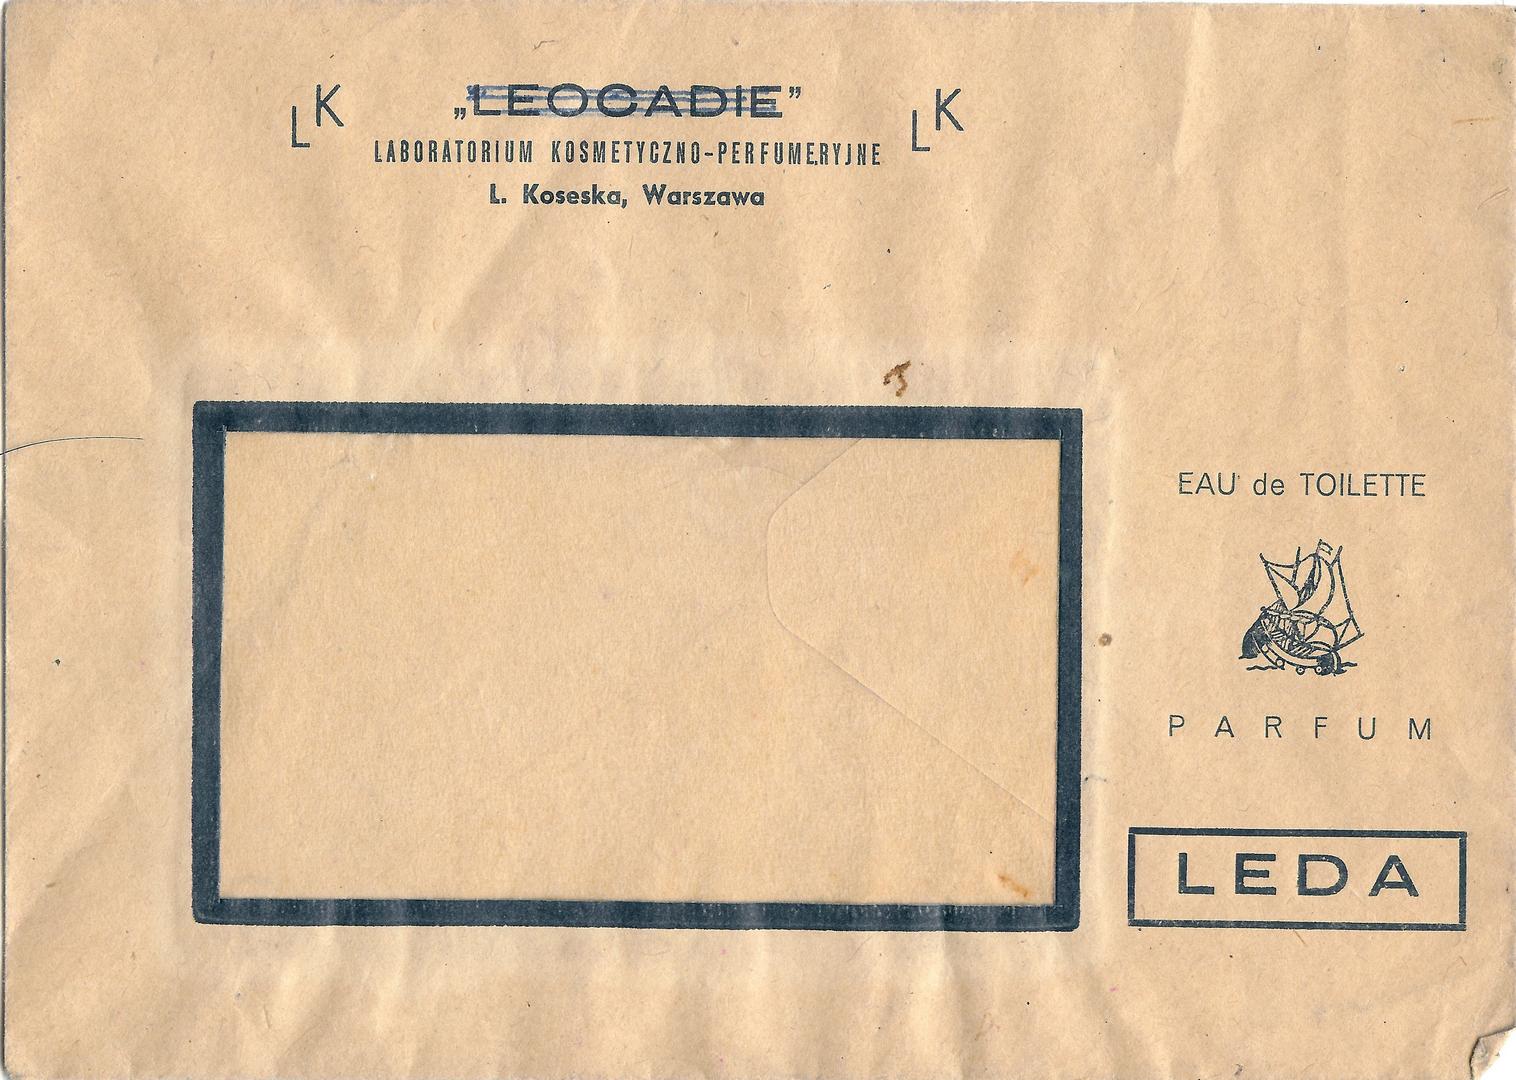 LK „LEOCADIE” LK
LABORATORIUM KOSMETYCZNO-PERFUMERYJNE
L. Koseska, Warszawa
EAU de TOILETTE
PARFUM
LEDA